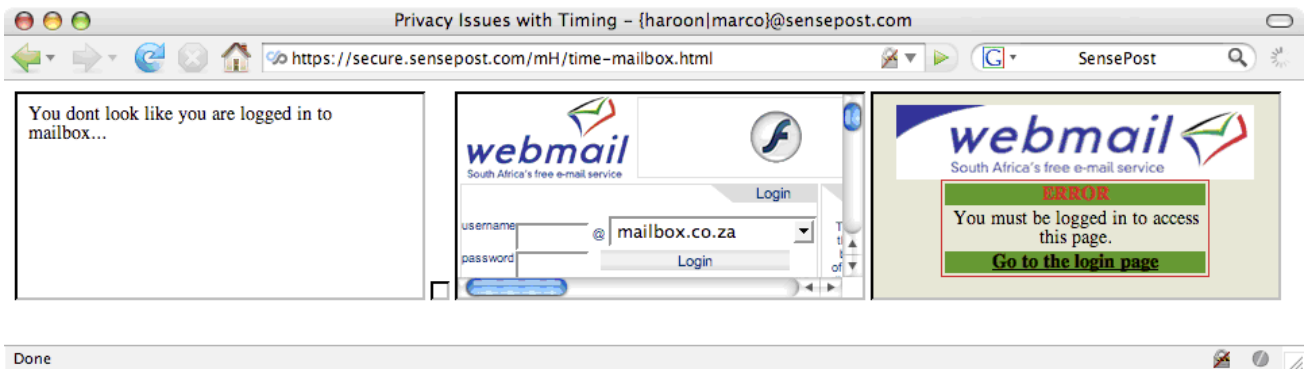 Privacy Issues with Timing – {haroon|marco}@sensepost.com
https://secure.sensepost.com/mH/time-mailbox.html
G
SensePost
You dont look like you are logged in to
mailbox...
webmail
South Africa's free e-mail service
Login
username
@
mailbox.co.za
password
Login
of
webmail
South Africa's free e-mail service
ERROR
You must be logged in to access
this page.
Go to the login page
Done